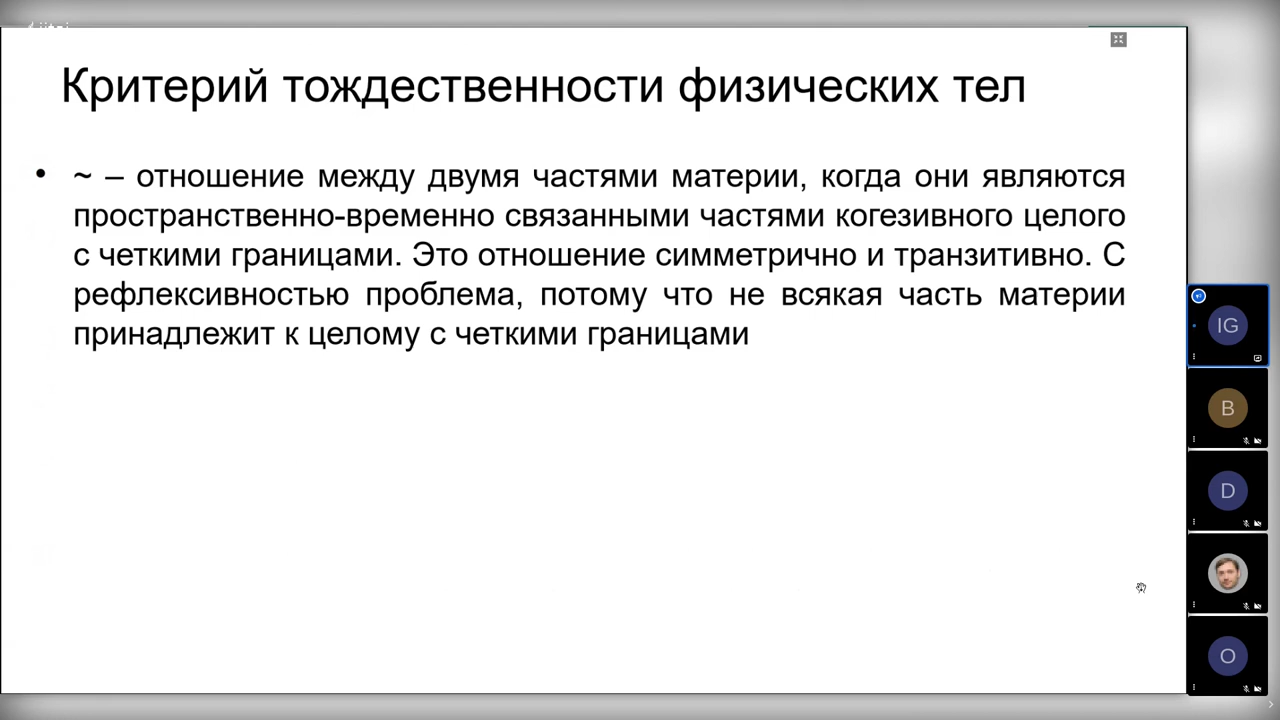 Критерий тождественности физических тел
• ~ – отношение между двумя частями материи, когда они являются
пространственно-временно связанными частями когезивного целого
с четкими границами. Это отношение симметрично и транзитивно. С
рефлексивностью проблема, потому что не всякая часть материи
принадлежит к целому с четкими границами
IG
B
D
O